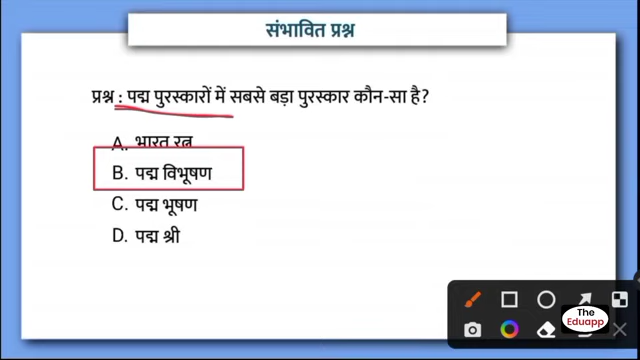 संभावित प्रश्न
प्रश्न : पद्म पुरस्कारों में सबसे बड़ा पुरस्कार कौन-सा है?
A. भारत रत्न
B. पद्म विभूषण
C. पद्म भूषण
D. पद्म श्री
The
Eduapp